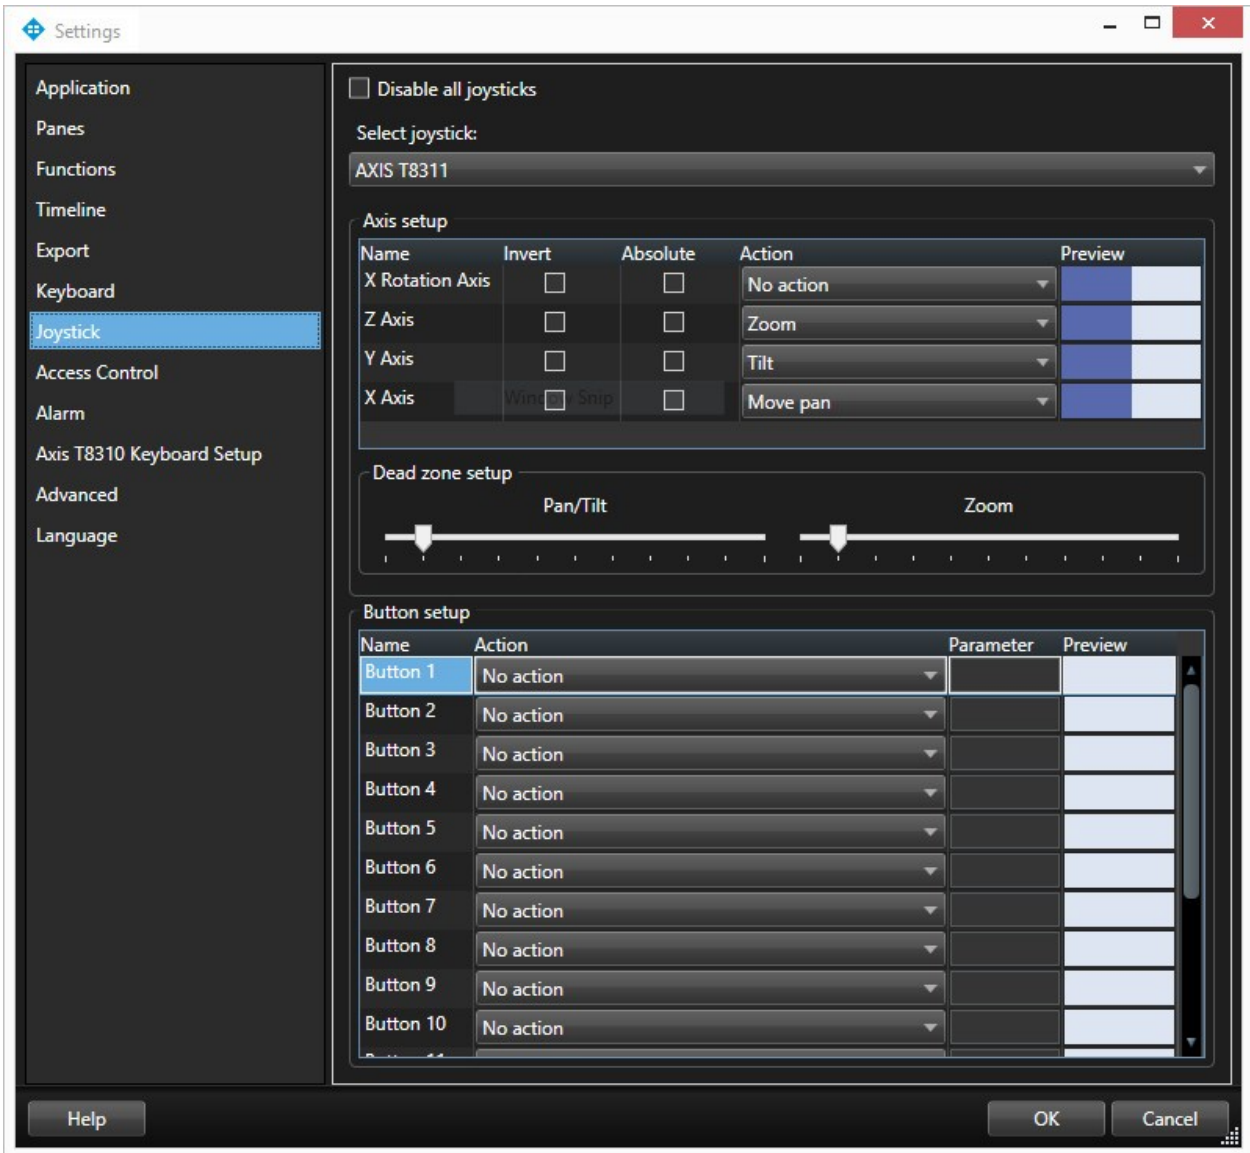 Settings
Application
Panes
Functions
Timeline
Export
Keyboard
Joystick
Access Control
Alarm
Axis T8310 Keyboard Setup
Advanced
Language
Disable all joysticks
Select joystick:
AXIS T8311
Axis setup
Name Invert Absolute Action Preview
X Rotation Axis No action
Z Axis Zoom
Y Axis Tilt
X Axis Window Snip Move pan
Dead zone setup
Pan/Tilt Zoom
Button setup
Name Action Parameter Preview
Button 1 No action
Button 2 No action
Button 3 No action
Button 4 No action
Button 5 No action
Button 6 No action
Button 7 No action
Button 8 No action
Button 9 No action
Button 10 No action
Help OK Cancel